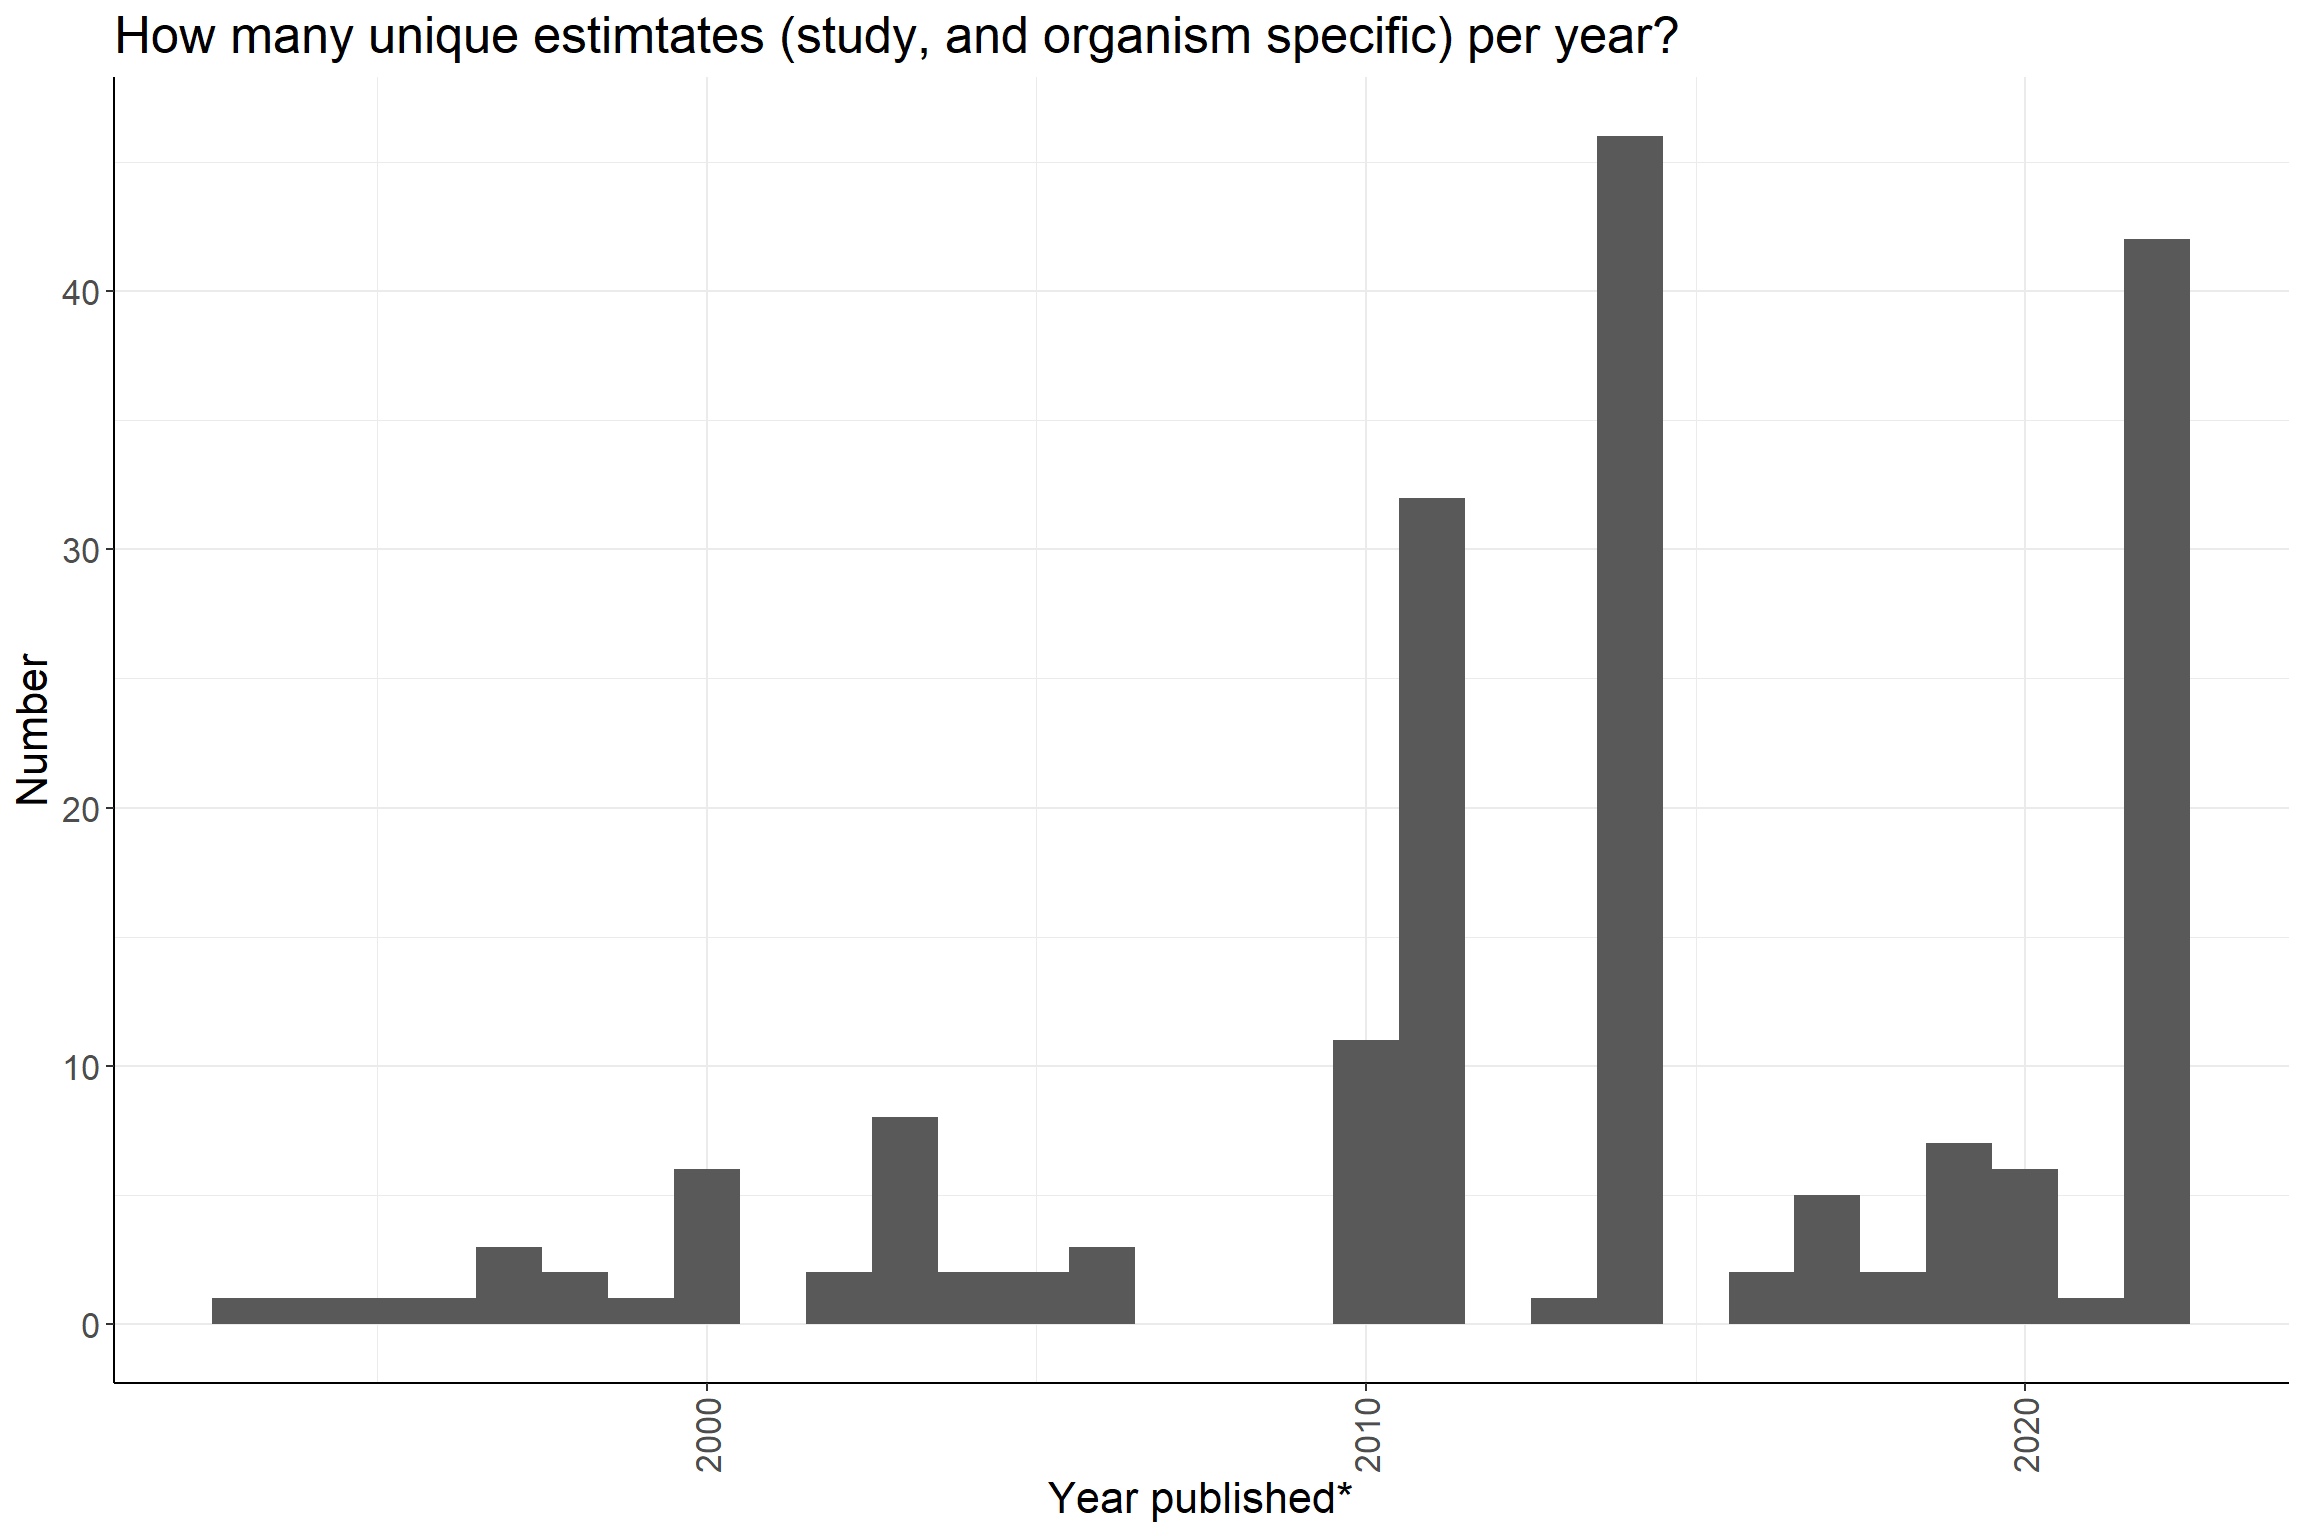 How many unique estimtates (study, and organism specific) per year?
40
30
20
10
0
Number
2000
2010
2020
Year published*